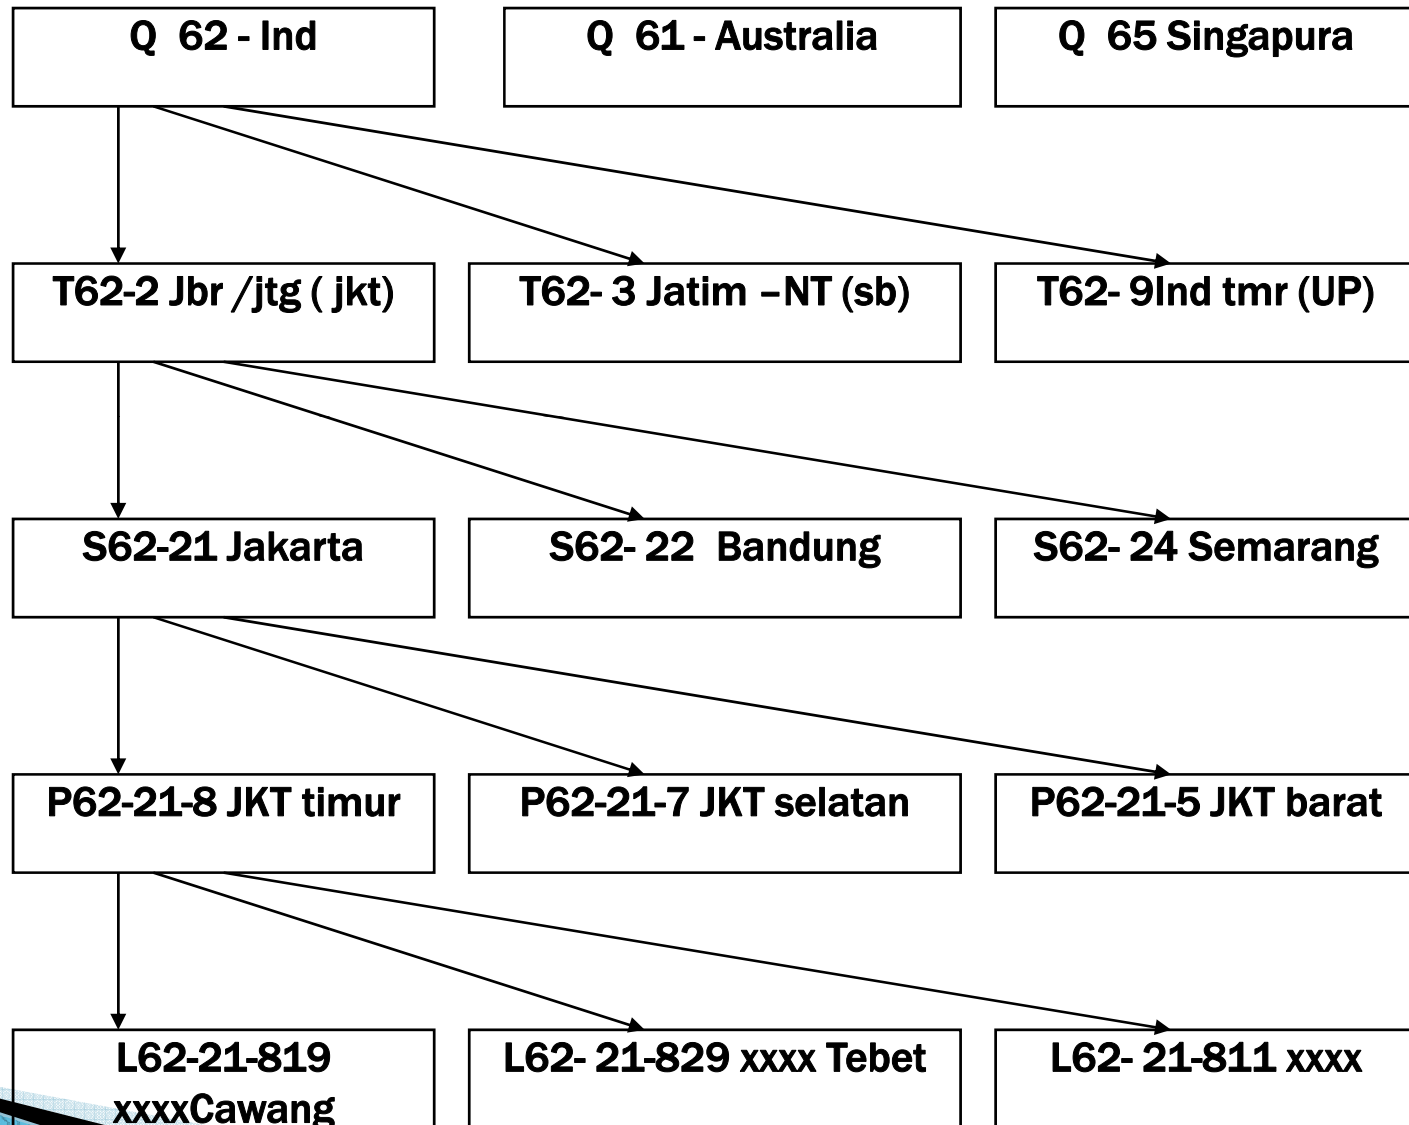 Q 62 - Ind
Q 61 - Australia
Q 65 Singapura
T62-2 Jbr /jtg ( jkt)
T62- 3 Jatim –NT (sb)
T62- 9Ind tmr (UP)
S62-21 Jakarta
S62- 22 Bandung
S62- 24 Semarang
P62-21-8 JKT timur
P62-21-7 JKT selatan
P62-21-5 JKT barat
L62-21-819
xxxxCawang
L62- 21-829 xxxx Tebet
L62- 21-811 xxxx